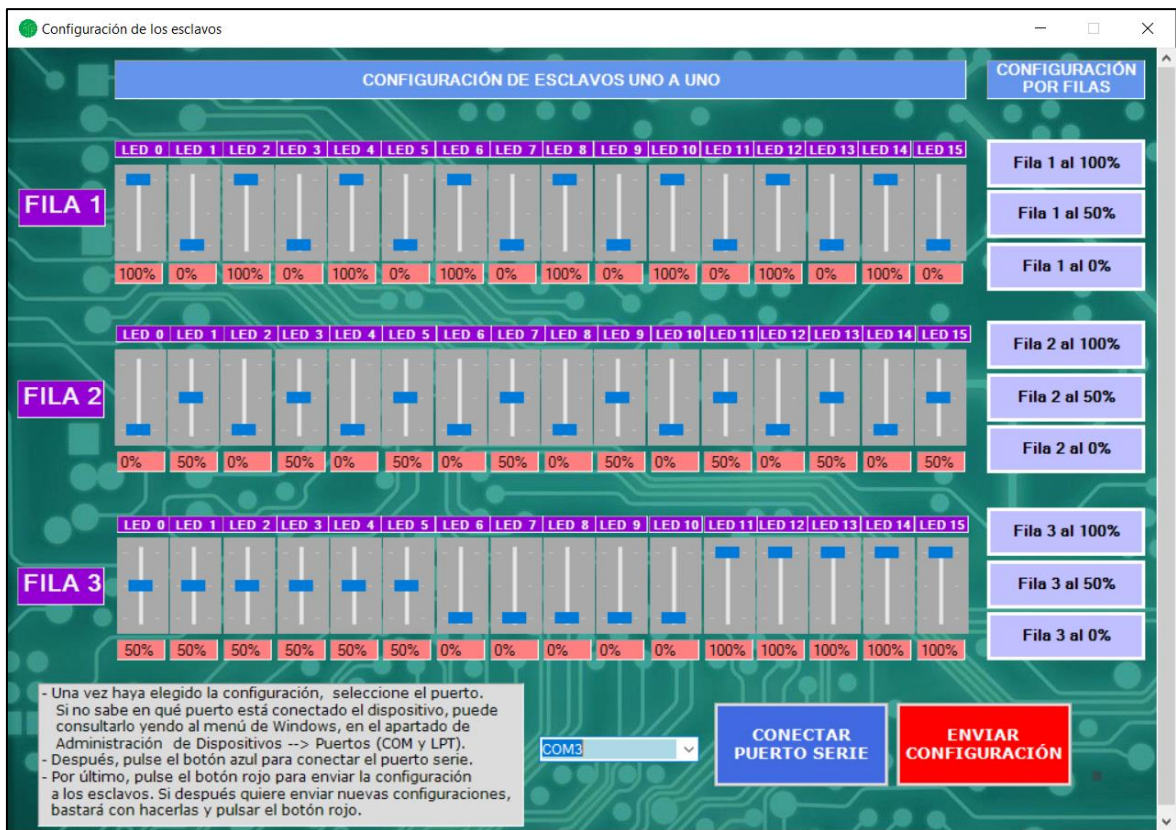 Configuración de los esclavos
CONFIGURACIÓN DE ESCLAVOS UNO A UNO
CONFIGURACIÓN
POR FILAS
LED 0 LED 1 LED 2 LED 3 LED 4 LED 5 LED 6 LED 7 LED 8 LED 9 LED 10 LED 11 LED 12 LED 13 LED 14 LED 15
FILA 1
100% 0% 100% 0% 100% 0% 100% 0% 100% 0% 100% 0% 100% 0% 100% 0%
Fila 1 al 100%
Fila 1 al 50%
Fila 1 al 0%
LED 0 LED 1 LED 2 LED 3 LED 4 LED 5 LED 6 LED 7 LED 8 LED 9 LED 10 LED 11 LED 12 LED 13 LED 14 LED 15
FILA 2
0% 50% 0% 50% 0% 50% 0% 50% 0% 50% 0% 50% 0% 50% 0% 50%
Fila 2 al 100%
Fila 2 al 50%
Fila 2 al 0%
LED 0 LED 1 LED 2 LED 3 LED 4 LED 5 LED 6 LED 7 LED 8 LED 9 LED 10 LED 11 LED 12 LED 13 LED 14 LED 15
FILA 3
50% 50% 50% 50% 50% 50% 0% 0% 0% 0% 0% 100% 100% 100% 100% 100%
Fila 3 al 100%
Fila 3 al 50%
Fila 3 al 0%
- Una vez haya elegido la configuración, seleccione el puerto.
Si no sabe en qué puerto está conectado el dispositivo, puede
consultarlo yendo al menú de Windows, en el apartado de
Administración de Dispositivos --> Puertos (COM y LPT).
- Después, pulse el botón azul para conectar el puerto serie.
- Por último, pulse el botón rojo para enviar la configuración
a los esclavos. Si después quiere enviar nuevas configuraciones,
bastará con hacerlas y pulsar el botón rojo.
COM3
CONECTAR
PUERTO SERIE
ENVIAR
CONFIGURACIÓN